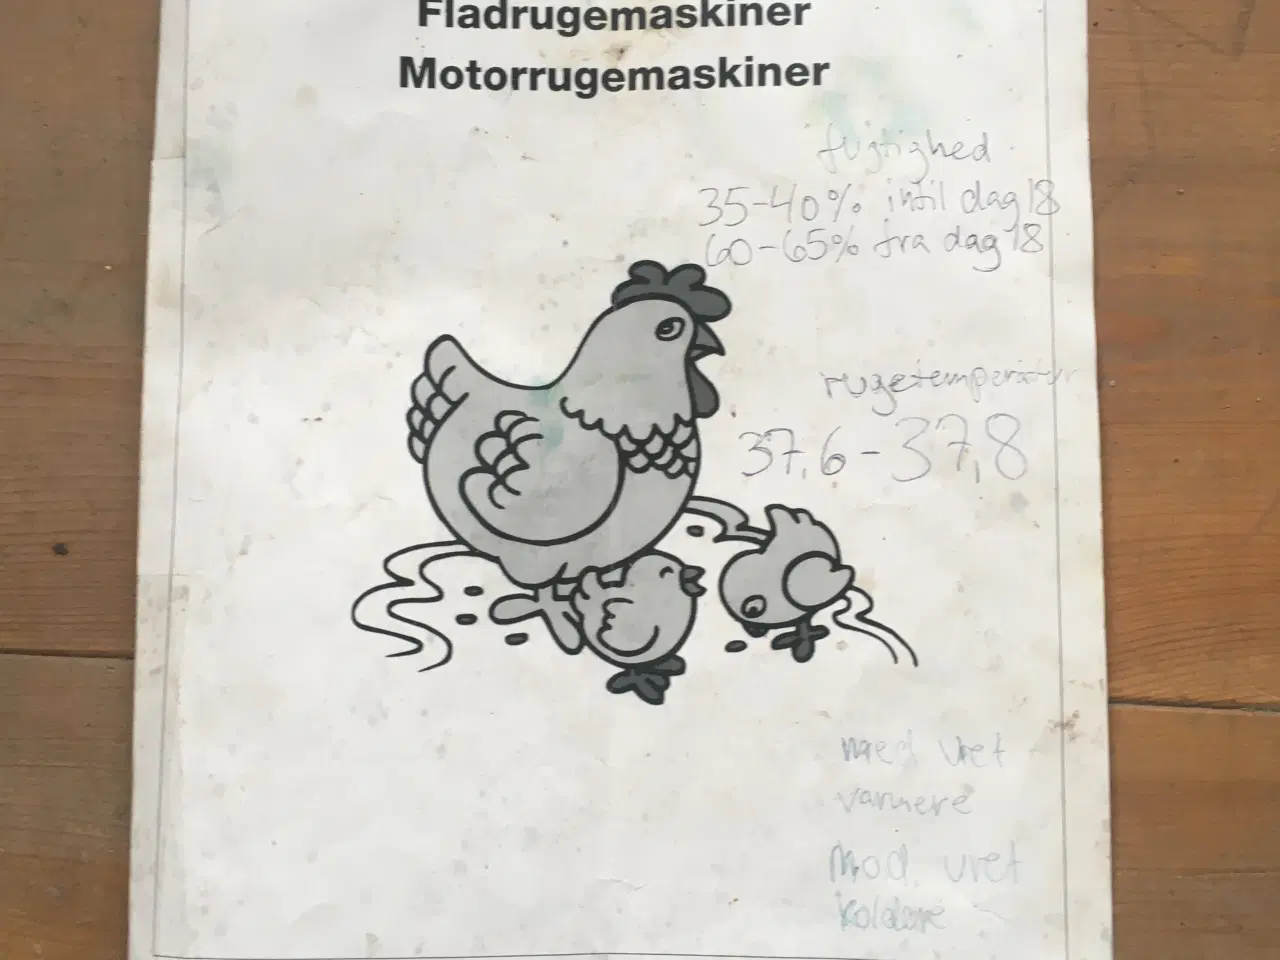 Fladrugemaskiner
Motorrugemaskiner
fugtighed
35-40% intil dag 18
60-65% fra dag 18
rugetemperatur
37,6-37,8
med uret
varmere
Mod uret
koldere